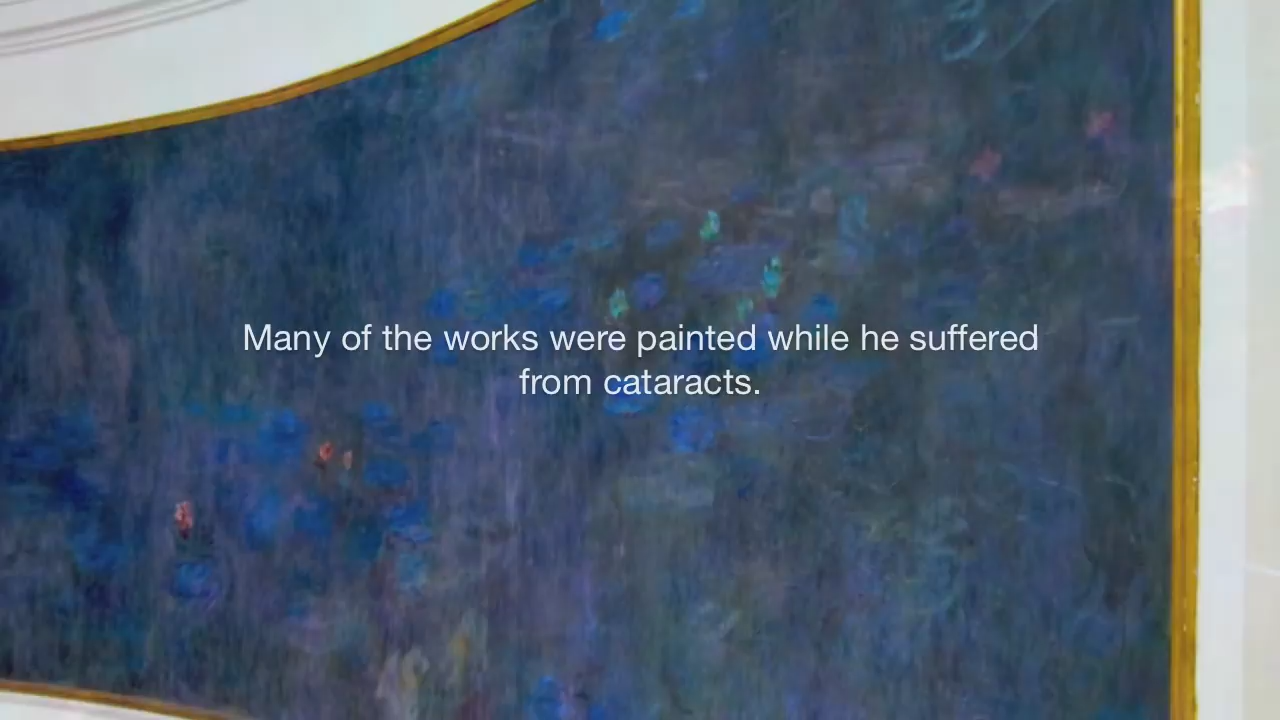 Many of the works were painted while he suffered
from cataracts.